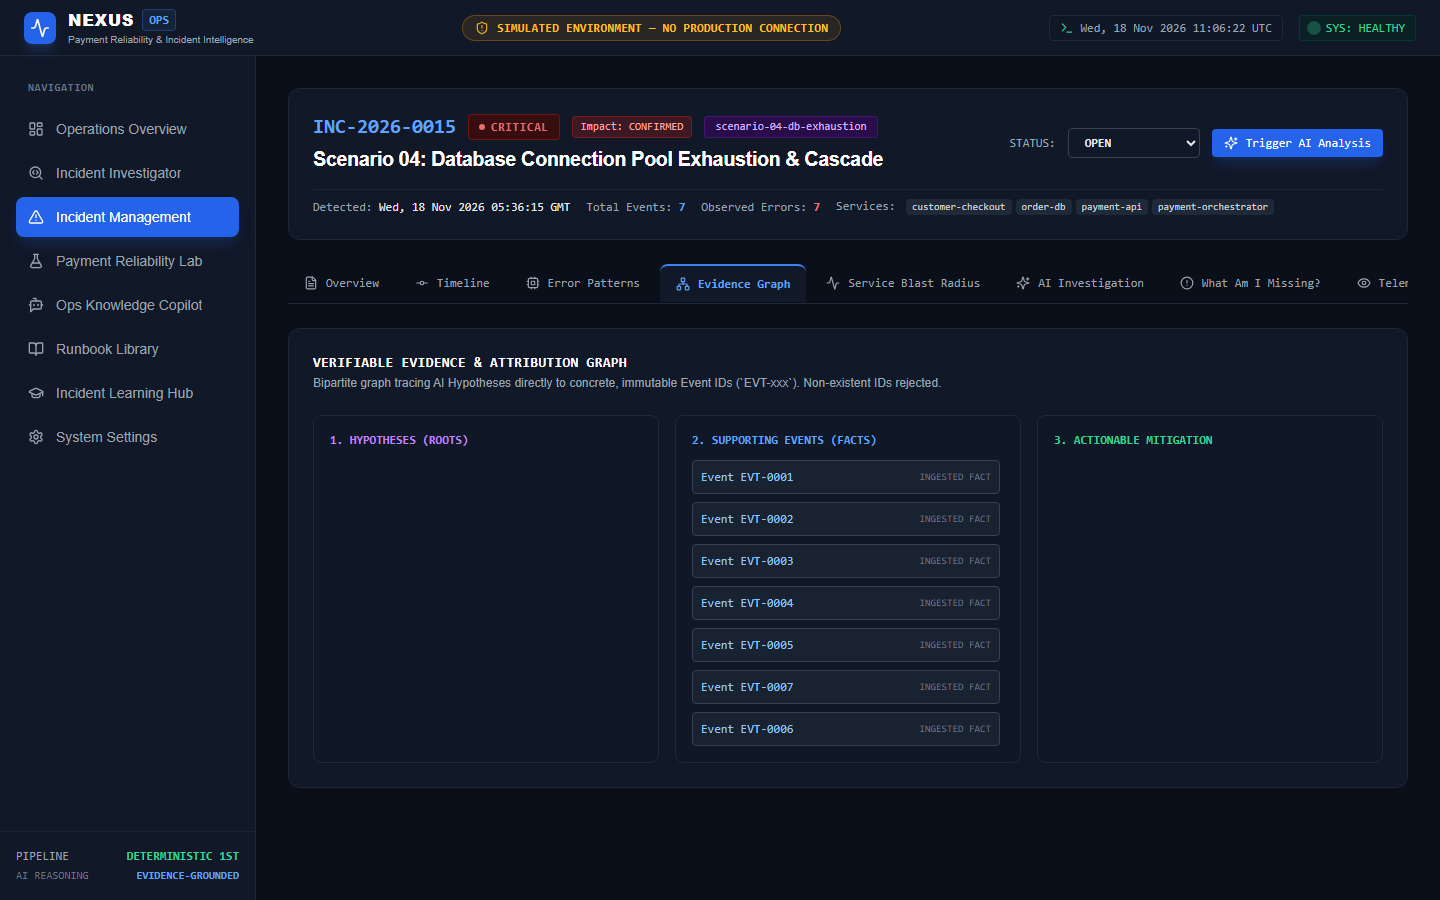 NEXUS OPS
Payment Reliability & Incident Intelligence
SIMULATED ENVIRONMENT — NO PRODUCTION CONNECTION
Wed, 18 Nov 2026 11:06:22 UTC
SYS: HEALTHY
NAVIGATION
Operations Overview
Incident Investigator
Incident Management
Payment Reliability Lab
Ops Knowledge Copilot
Runbook Library
Incident Learning Hub
System Settings
PIPELINE DETERMINISTIC 1ST
AI REASONING EVIDENCE-GROUNDED
INC-2026-0015 CRITICAL Impact: CONFIRMED scenario-04-db-exhaustion
Scenario 04: Database Connection Pool Exhaustion & Cascade
STATUS: OPEN Trigger AI Analysis
Detected: Wed, 18 Nov 2026 05:36:15 GMT Total Events: 7 Observed Errors: 7 Services: customer-checkout order-db payment-api payment-orchestrator
Overview Timeline Error Patterns Evidence Graph Service Blast Radius AI Investigation What Am I Missing?
VERIFIABLE EVIDENCE & ATTRIBUTION GRAPH
Bipartite graph tracing AI Hypotheses directly to concrete, immutable Event IDs (`EVT-xxx`). Non-existent IDs rejected.
1. HYPOTHESES (ROOTS)
2. SUPPORTING EVENTS (FACTS)
Event EVT-0001 INGESTED FACT
Event EVT-0002 INGESTED FACT
Event EVT-0003 INGESTED FACT
Event EVT-0004 INGESTED FACT
Event EVT-0005 INGESTED FACT
Event EVT-0007 INGESTED FACT
Event EVT-0006 INGESTED FACT
3. ACTIONABLE MITIGATION